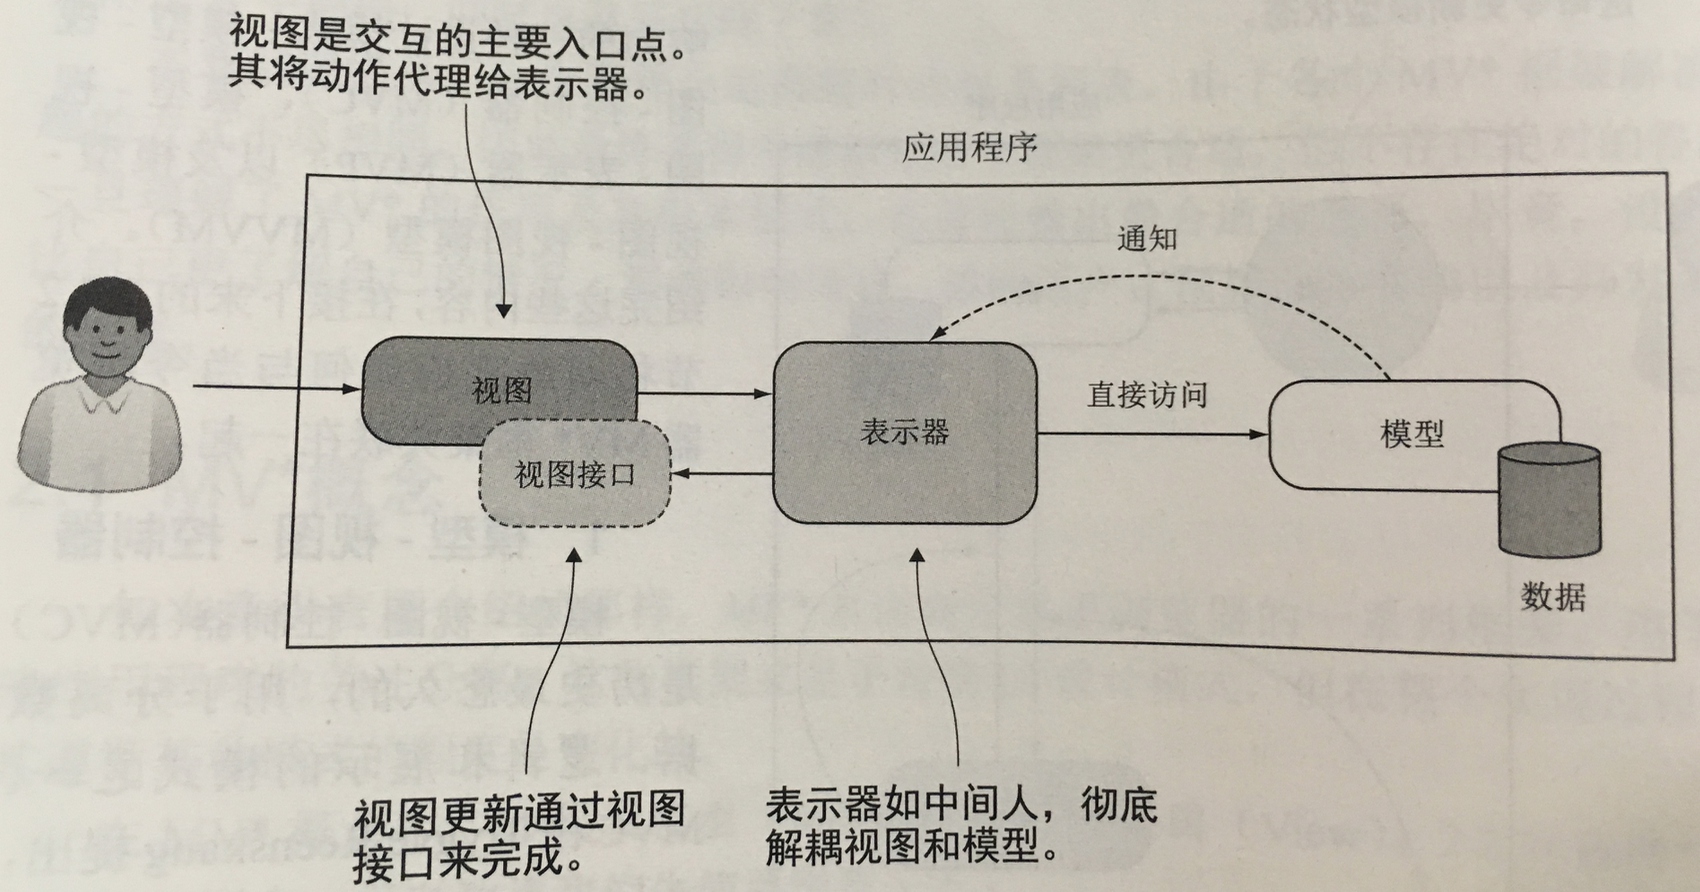 视图是交互的主要入口点。
其将动作代理给表示器。
应用程序
通知
视图
直接访问
表示器
模型
视图接口
数据
视图更新通过视图
接口来完成。
表示器如中间人，彻底
解耦视图和模型。